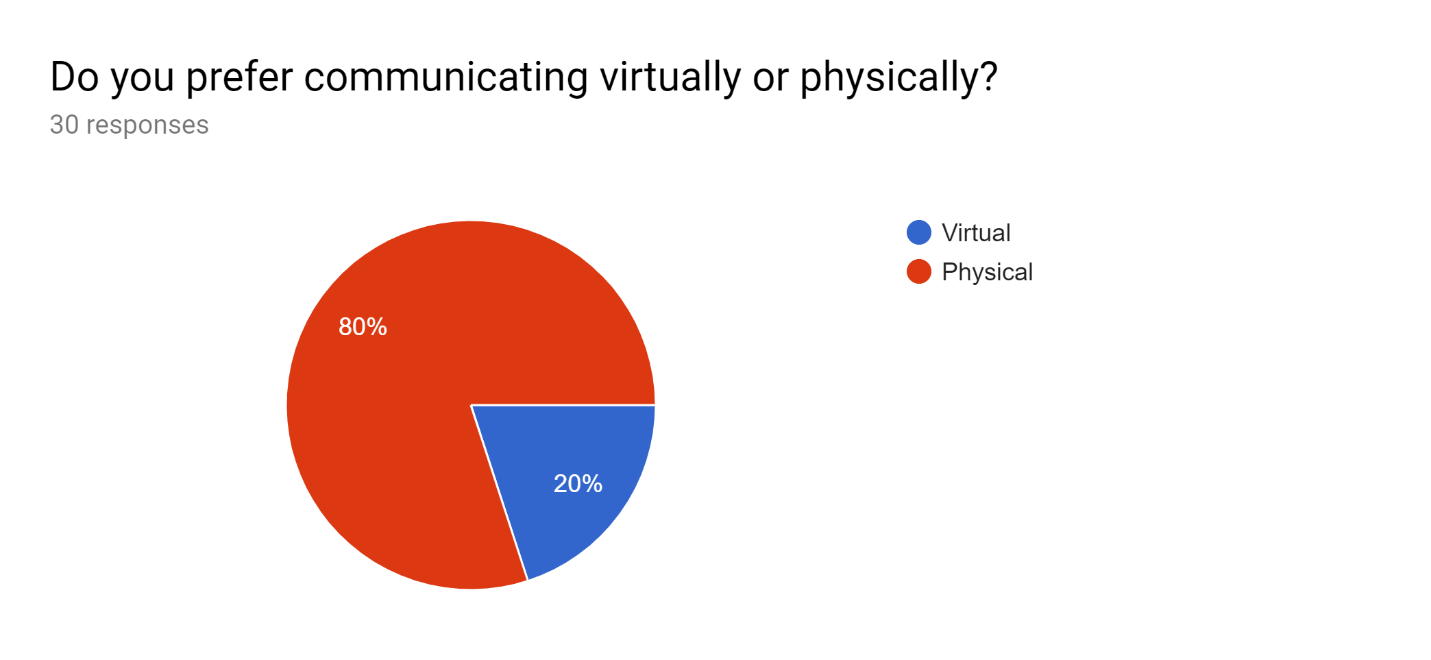 Do you prefer communicating virtually or physically?
30 responses
Virtual
Physical
80%
20%